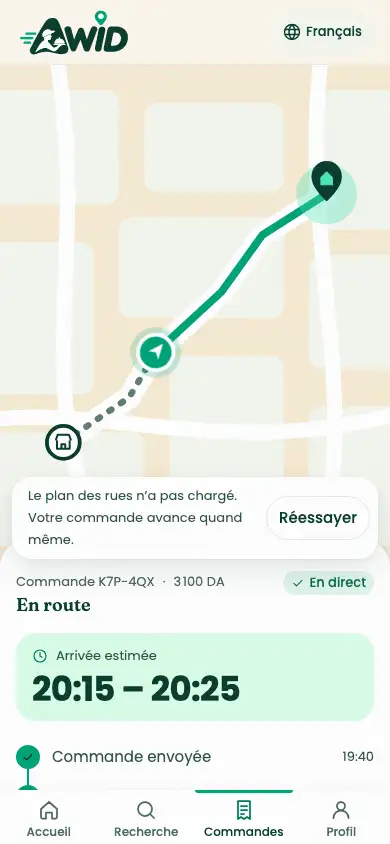 Awid
Français
Le plan des rues n’a pas chargé.
Votre commande avance quand
même.
Réessayer
Commande K7P-4QX · 3100 DA
En direct
En route
Arrivée estimée
20:15 – 20:25
Commande envoyée
19:40
Accueil
Recherche
Commandes
Profil